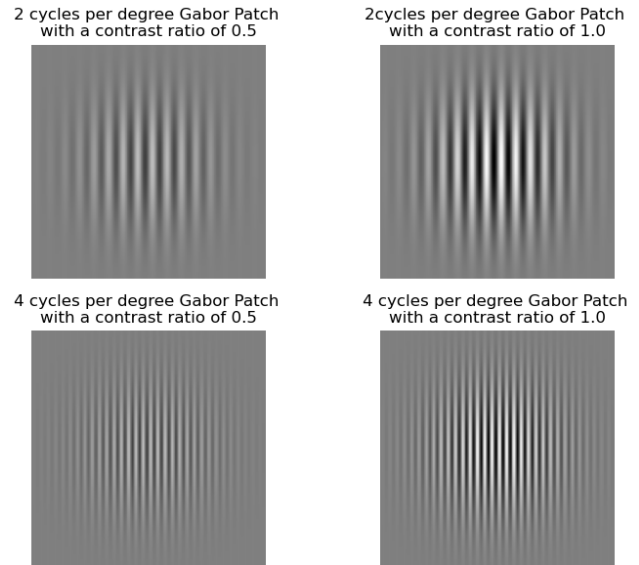 2 cycles per degree Gabor Patch
with a contrast ratio of 0.5
2cycles per degree Gabor Patch
with a contrast ratio of 1.0
4 cycles per degree Gabor Patch
with a contrast ratio of 0.5
4 cycles per degree Gabor Patch
with a contrast ratio of 1.0